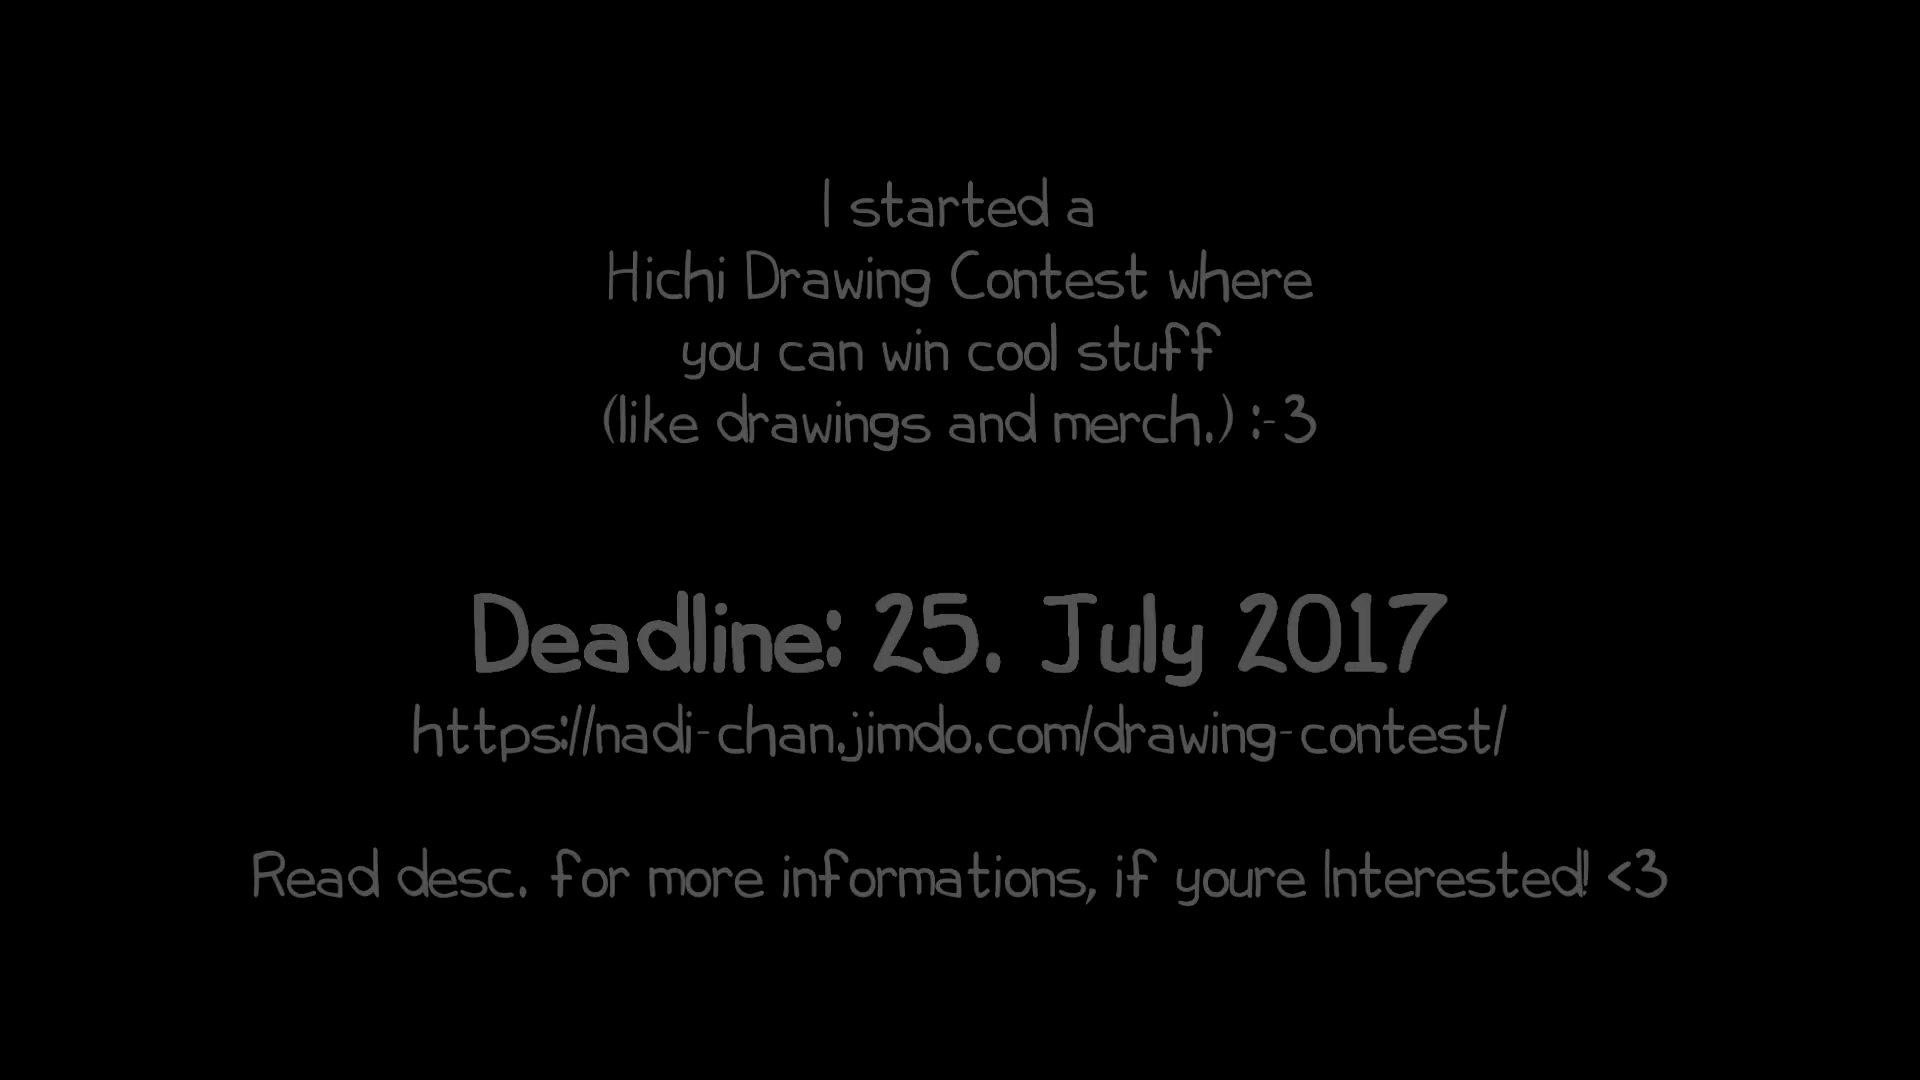 I started a
Hichi Drawing Contest where
you can win cool stuff
(like drawings and merch.) :-3
Deadline: 25. July 2017
https://nadi-chan.jimdo.com/drawing-contest/
Read desc. for more informations, if youre Interested! <3